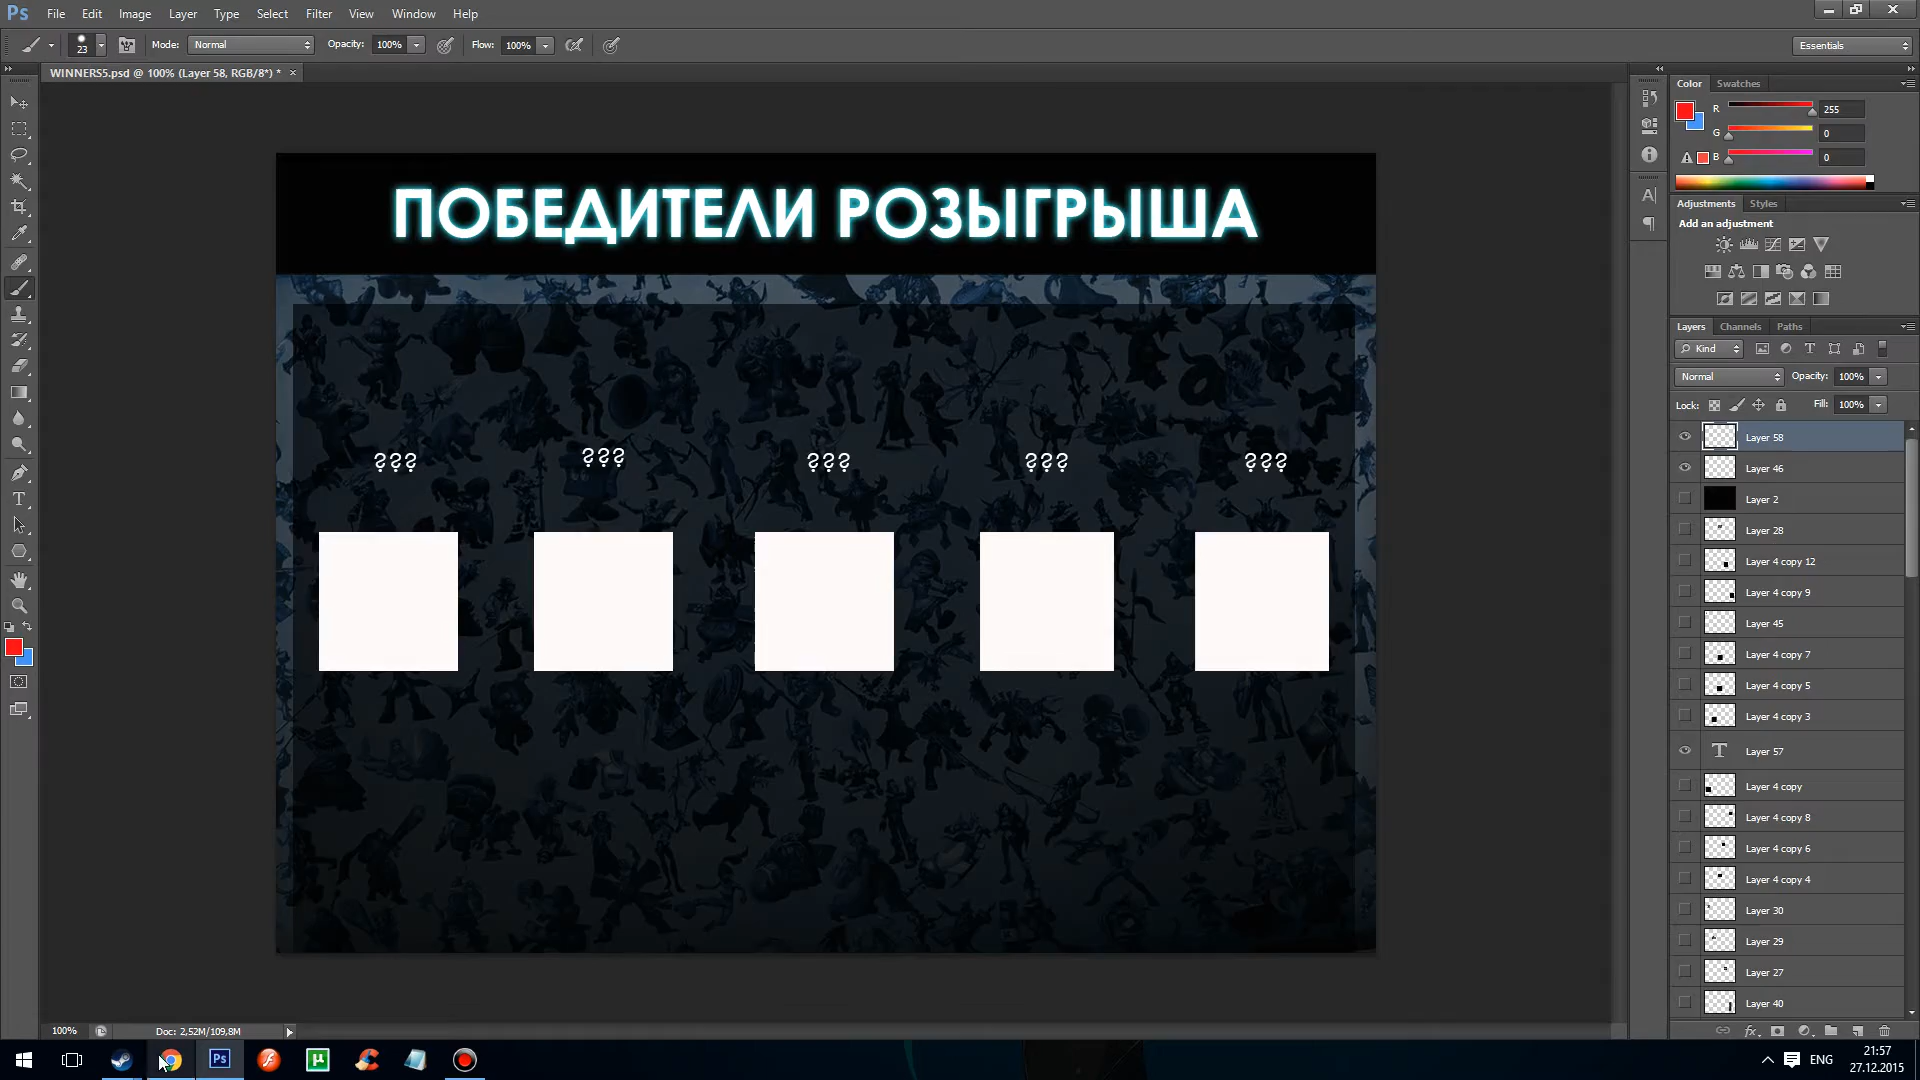 Ps File Edit Image Layer Type Select Filter View Window Help
23 Mode: Normal Opacity: 100% Flow: 100% Essentials
WINNERS5.psd @ 100% (Layer 58, RGB/8*) * ×
Color Swatches
R 255
G 0
B 0
Adjustments Styles
Add an adjustment
Layers Channels Paths
Kind
Normal Opacity: 100%
Lock: Fill: 100%
Layer 58
Layer 46
Layer 2
Layer 28
Layer 4 copy 12
Layer 4 copy 9
Layer 45
Layer 4 copy 7
Layer 4 copy 5
Layer 4 copy 3
T Layer 57
Layer 4 copy
Layer 4 copy 8
Layer 4 copy 6
Layer 4 copy 4
Layer 30
Layer 29
Layer 27
Layer 40
ПОБЕДИТЕЛИ РОЗЫГРЫША
??? ??? ??? ??? ???
100% Doc: 2,52M/109,8M
Ps µ ENG 21:57
27.12.2015